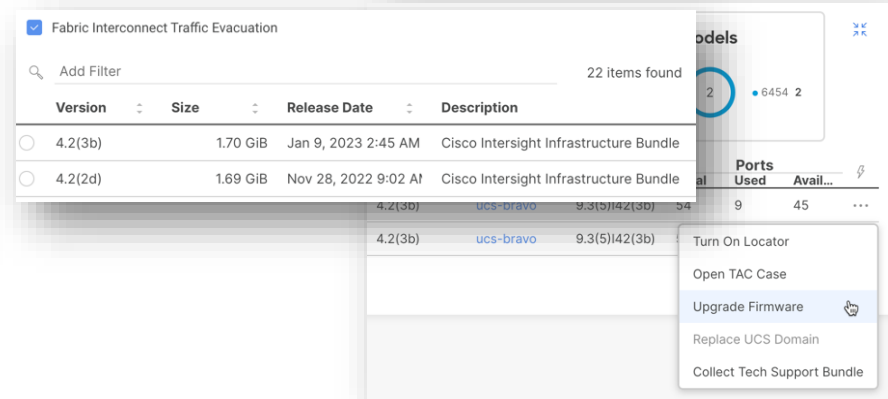 Fabric Interconnect Traffic Evacuation
Add Filter
22 items found
Version Size Release Date Description
4.2(3b) 1.70 GiB Jan 9, 2023 2:45 AM Cisco Intersight Infrastructure Bundle
4.2(2d) 1.69 GiB Nov 28, 2022 9:02 AM Cisco Intersight Infrastructure Bundle
odels
2
6454 2
Ports
al Used Avail...
4.2(3b) ucs-bravo 9.3(5)I42(3b) 54 9 45 ...
4.2(3b) ucs-bravo 9.3(5)I42(3b)
Turn On Locator
Open TAC Case
Upgrade Firmware
Replace UCS Domain
Collect Tech Support Bundle